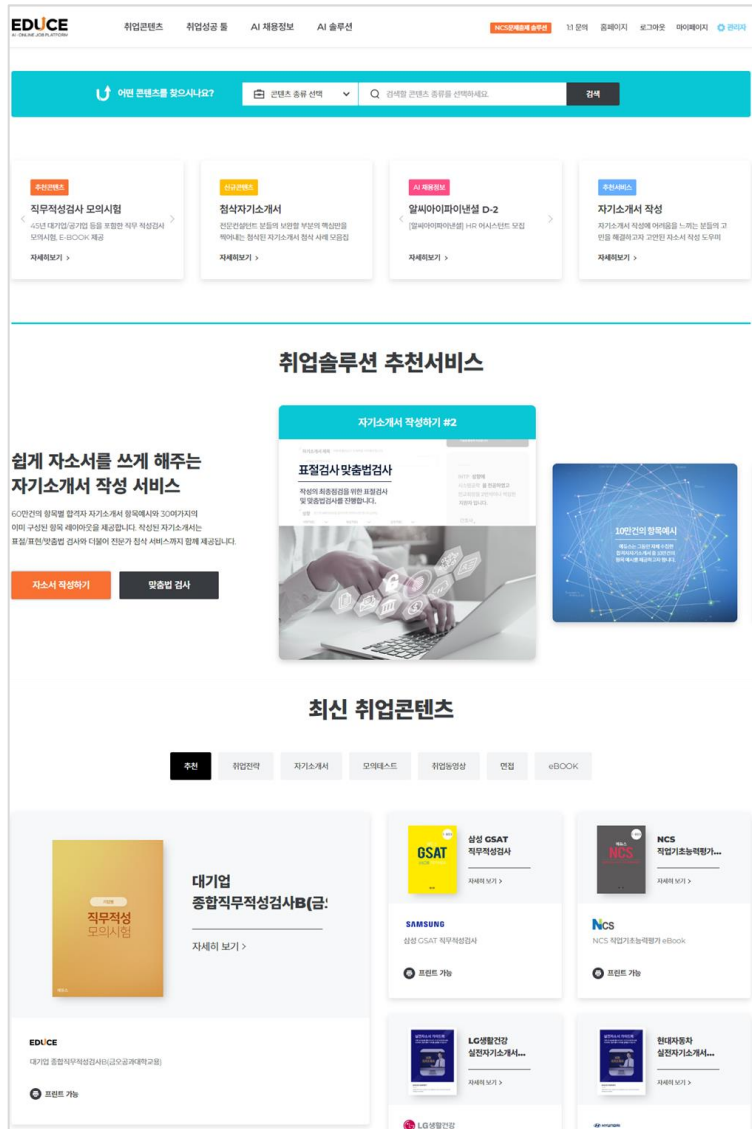 EDUCE
AI · ONLINE JOB PLATFORM
취업콘텐츠
취업성공 툴
AI 채용정보
AI 솔루션
NCS문제출제 솔루션
1:1 문의
홈페이지
로그아웃
마이페이지
관리자
어떤 콘텐츠를 찾으시나요?
콘텐츠 종류 선택
검색할 콘텐츠 종류를 선택하세요.
검색
추천콘텐츠
직무적성검사 모의시험
45년 대기업/공기업 등을 포함한 직무 적성검사
모의시험, E-BOOK 제공
자세히보기 >
신규콘텐츠
첨삭자기소개서
전문컨설턴트 분들의 보완할 부분의 핵심만을
찍어내는 첨삭된 자기소개서 첨삭 사례 모음집
자세히보기 >
AI 채용정보
알씨아이파이낸셜 D-2
[알씨아이파이낸셜] HR 어시스턴트 모집
자세히보기 >
추천서비스
자기소개서 작성
자기소개서 작성에 어려움을 느끼는 분들의 고
민을 해결하고자 고안된 자소서 작성 도우미
자세히보기 >
취업솔루션 추천서비스
쉽게 자소서를 쓰게 해주는
자기소개서 작성 서비스
60만건의 항목별 합격자 자기소개서 항목예시와 30여가지의
이미 구성된 항목 레이아웃을 제공합니다. 작성된 자기소개서는
표절/표현/맞춤법 검사와 더불어 전문가 첨삭 서비스까지 함께 제공됩니다.
자소서 작성하기
맞춤법 검사
자기소개서 작성하기 #2
표절검사 맞춤법검사
작성의 최종점검을 위한 표절검사
및 맞춤법검사를 진행합니다.
10만건의 항목예시
최신 취업콘텐츠
추천
취업전략
자기소개서
모의테스트
취업동영상
면접
eBOOK
직무적성
모의시험
대기업
종합직무적성검사B(금오
자세히 보기 >
EDUCE
대기업 종합직무적성검사B(금오공과대학교용)
프린트 가능
GSAT
삼성 GSAT
직무적성검사
자세히 보기 >
SAMSUNG
삼성 GSAT 직무적성검사
프린트 가능
NCS
NCS
직업기초능력평가...
자세히 보기 >
NCS
NCS 직업기초능력평가 eBook
프린트 가능
LG생활건강
실전자기소개서...
자세히 보기 >
LG생활건강
현대자동차
실전자기소개서...
자세히 보기 >
HYUNDAI